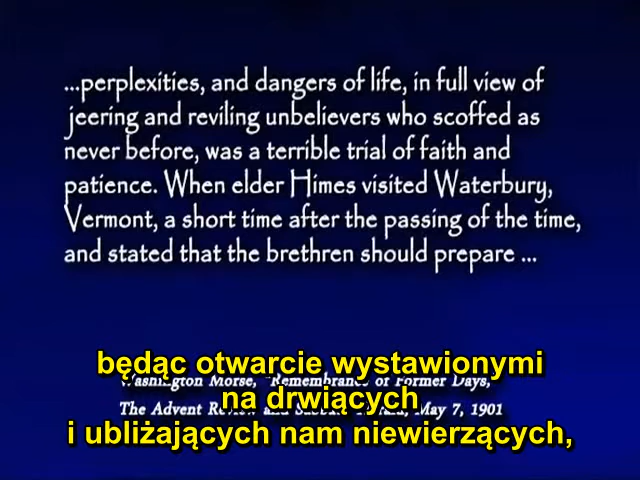 ...perplexities, and dangers of life, in full view of
jeering and reviling unbelievers who scoffed as
never before, was a terrible trial of faith and
patience. When elder Himes visited Waterbury,
Vermont, a short time after the passing of the time,
and stated that the brethren should prepare ...
będąc otwarcie wystawionymi
Washington Morse, "Remembrance of Former Days,"
na drwiących
The Advent Review and Sabbath Herald, May 7, 1901
i ubliżających nam niewierzących,